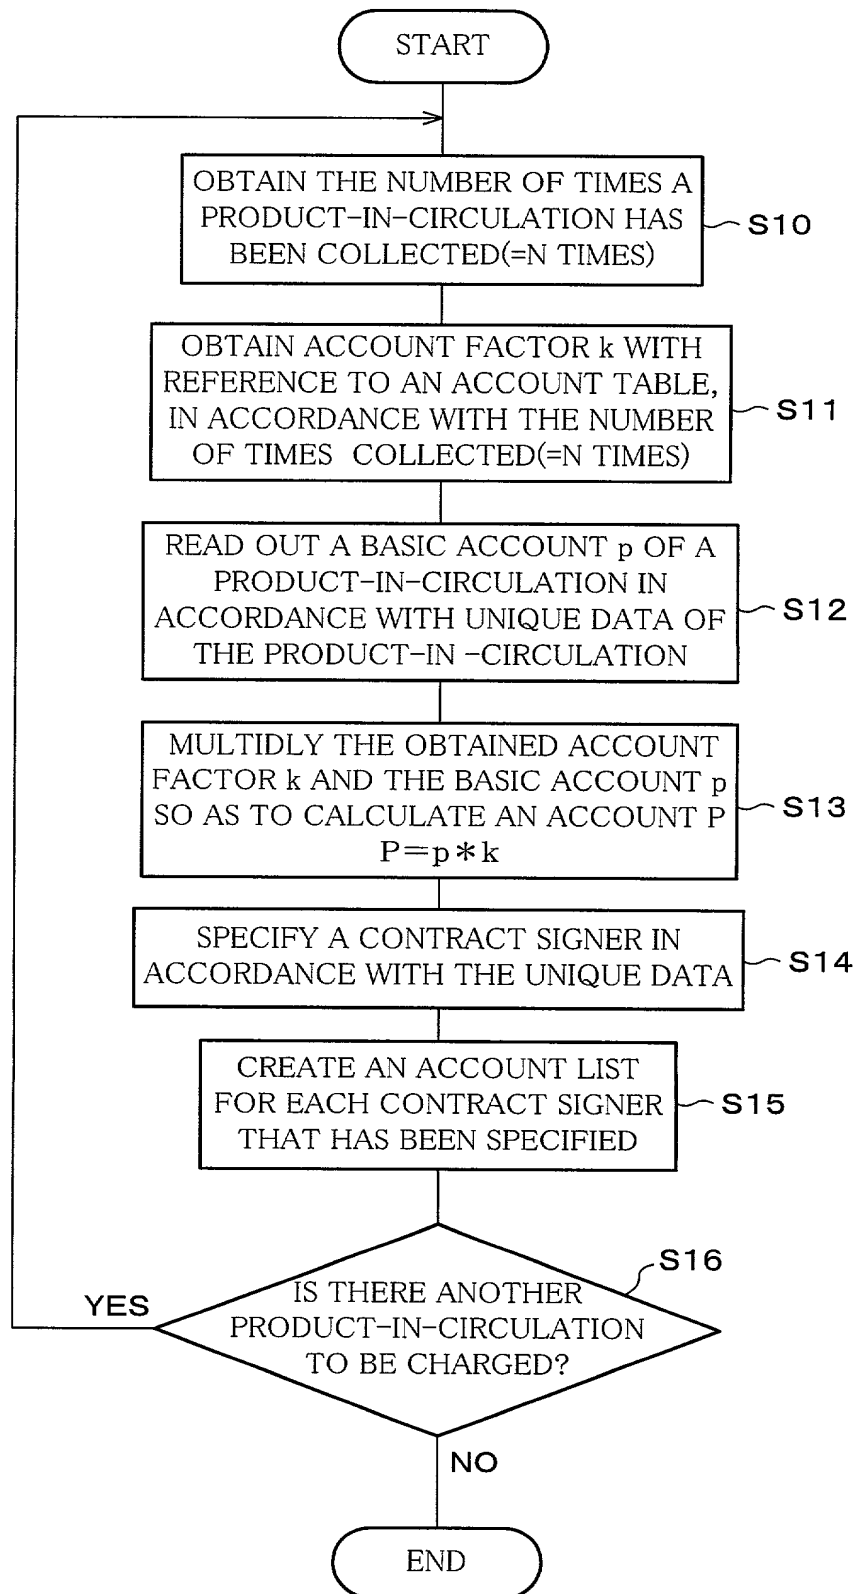 START
OBTAIN THE NUMBER OF TIMES A
PRODUCT-IN-CIRCULATION HAS
BEEN COLLECTED(=N TIMES)
S10
OBTAIN ACCOUNT FACTOR k WITH
REFERENCE TO AN ACCOUNT TABLE,
IN ACCORDANCE WITH THE NUMBER
OF TIMES COLLECTED(=N TIMES)
S11
READ OUT A BASIC ACCOUNT p OF A
PRODUCT-IN-CIRCULATION IN
ACCORDANCE WITH UNIQUE DATA OF
THE PRODUCT-IN -CIRCULATION
S12
MULTIDLY THE OBTAINED ACCOUNT
FACTOR k AND THE BASIC ACCOUNT p
SO AS TO CALCULATE AN ACCOUNT P
P=p*k
S13
SPECIFY A CONTRACT SIGNER IN
ACCORDANCE WITH THE UNIQUE DATA
S14
CREATE AN ACCOUNT LIST
FOR EACH CONTRACT SIGNER
THAT HAS BEEN SPECIFIED
S15
S16
IS THERE ANOTHER
PRODUCT-IN-CIRCULATION
TO BE CHARGED?
YES
NO
END